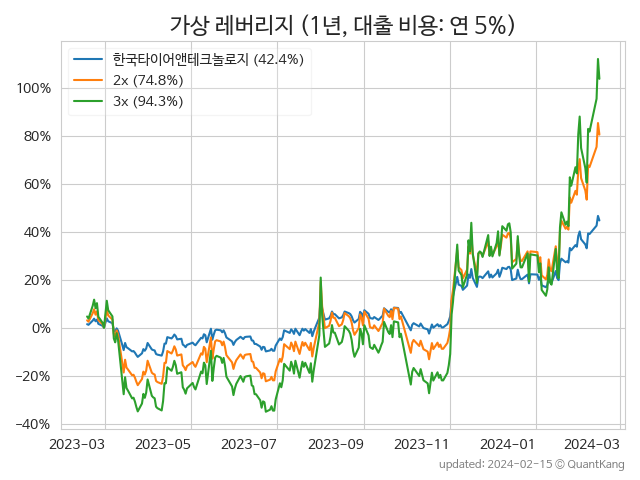 가상 레버리지 (1년, 대출 비용: 연 5%)
한국타이어앤테크놀로지 (42.4%)
2x (74.8%)
3x (94.3%)
100%
80%
60%
40%
20%
0%
−20%
−40%
2023-03 2023-05 2023-07 2023-09 2023-11 2024-01 2024-03
updated: 2024-02-15 © QuantKang